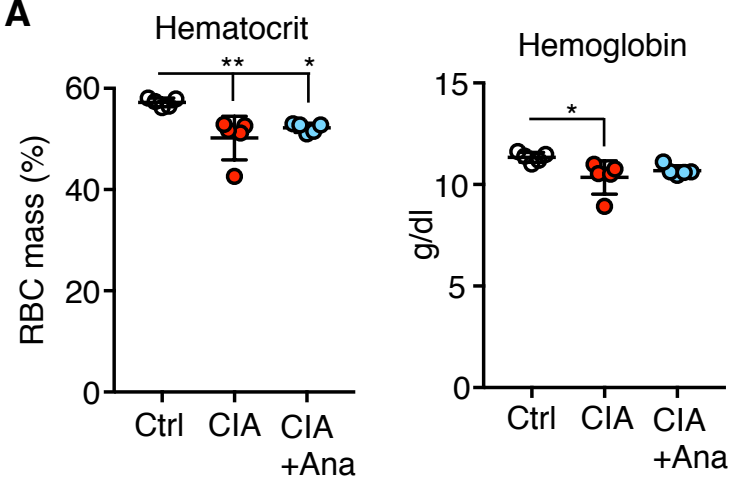 A
Hematocrit
** *
RBC mass (%)
60
40
20
0
Ctrl CIA CIA
+Ana
Hemoglobin
*
g/dl
15
10
5
0
Ctrl CIA CIA
+Ana